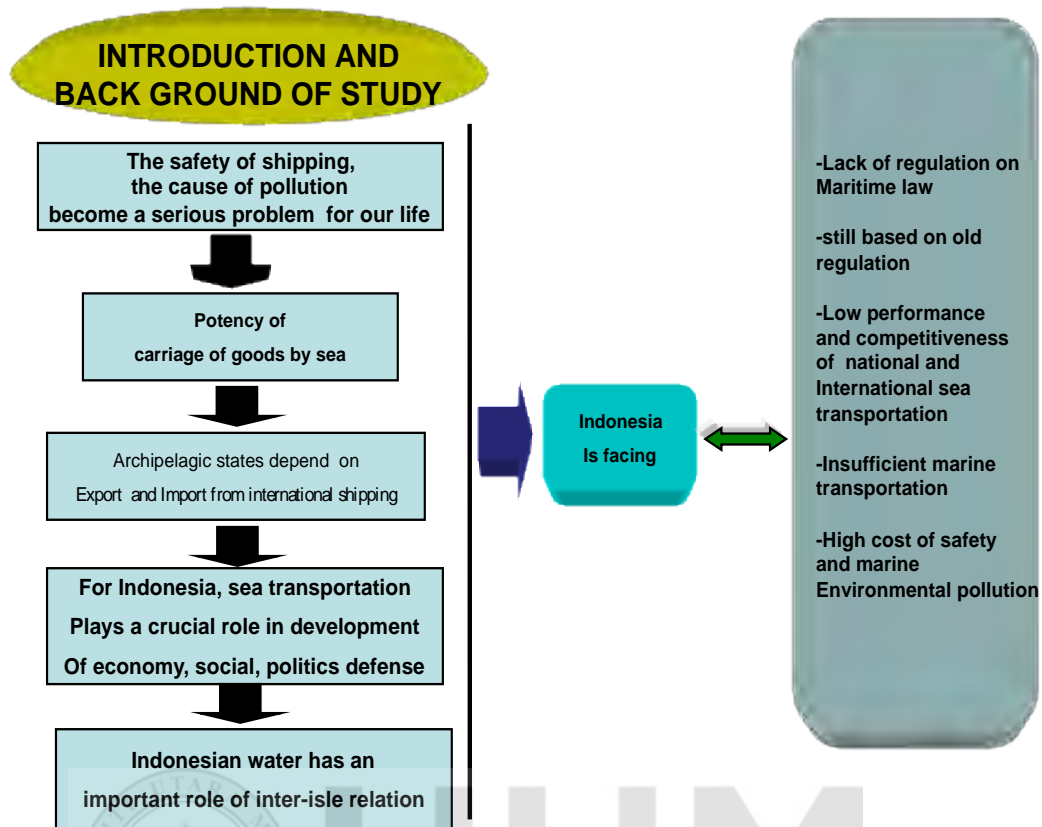 INTRODUCTION AND
BACK GROUND OF STUDY
The safety of shipping,
the cause of pollution
become a serious problem for our life
Potency of
carriage of goods by sea
Archipelagic states depend on
Export and Import from international shipping
For Indonesia, sea transportation
Plays a crucial role in development
Of economy, social, politics defense
Indonesian water has an
important role of inter-isle relation
Indonesia
Is facing
-Lack of regulation on
Maritime law
-still based on old
regulation
-Low performance
and competitiveness
of national and
International sea
transportation
-Insufficient marine
transportation
-High cost of safety
and marine
Environmental pollution